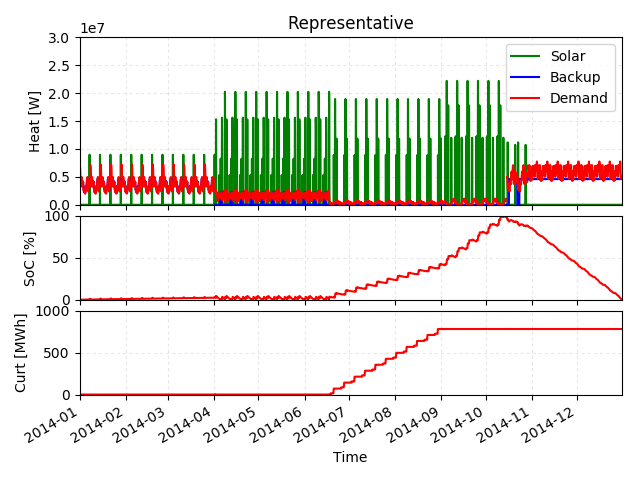 Representative
1e7
3.0
2.5
2.0
1.5
1.0
0.5
0.0
Heat [W]
Solar
Backup
Demand
100
50
0
SoC [%]
1000
500
0
Curt [MWh]
2014-01
2014-02
2014-03
2014-04
2014-05
2014-06
2014-07
2014-08
2014-09
2014-10
2014-11
2014-12
Time